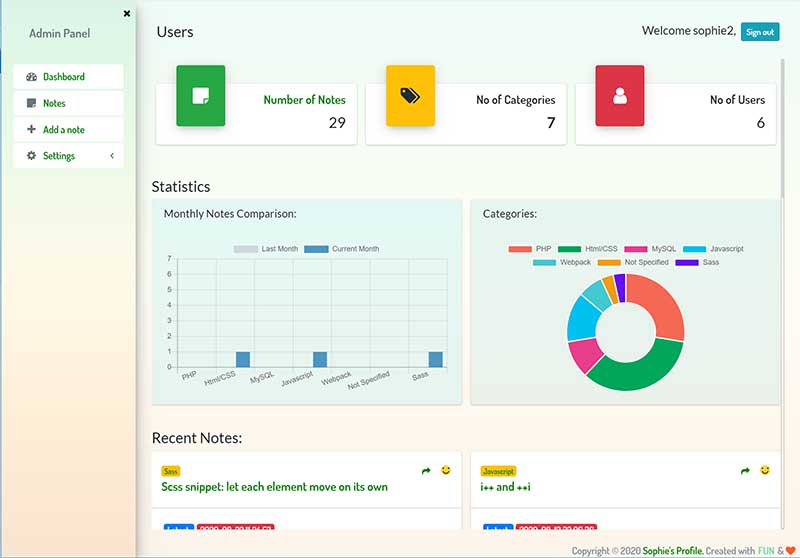 Admin Panel
Dashboard
Notes
Add a note
Settings
Users
Welcome sophie2, Sign out
Number of Notes
29
No of Categories
7
No of Users
6
Statistics
Monthly Notes Comparison:
Last Month Current Month
7
6
5
4
3
2
1
0
PHP Html/CSS MySQL Javascript Webpack Not Specified Sass
Categories:
PHP Html/CSS MySQL Javascript
Webpack Not Specified Sass
Recent Notes:
Sass
Scss snippet: let each element move on its own
Javascript
i++ and ++i
Copyright © 2020 Sophie's Profile. Created with FUN &